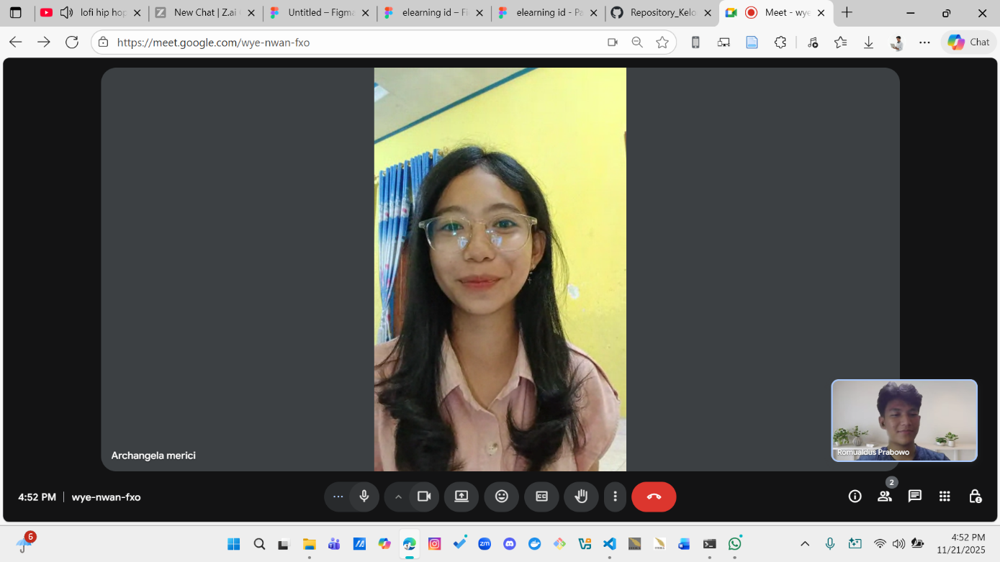 lofi hip hop
New Chat | Z.ai
Untitled – Figma
elearning id – Fi
elearning id - Pa
Repository_Kelo
Meet - wye
https://meet.google.com/wye-nwan-fxo
Chat
Archangela merici
Romualdus Prabowo
4:52 PM
wye-nwan-fxo
2
6
zm
4:52 PM
11/21/2025